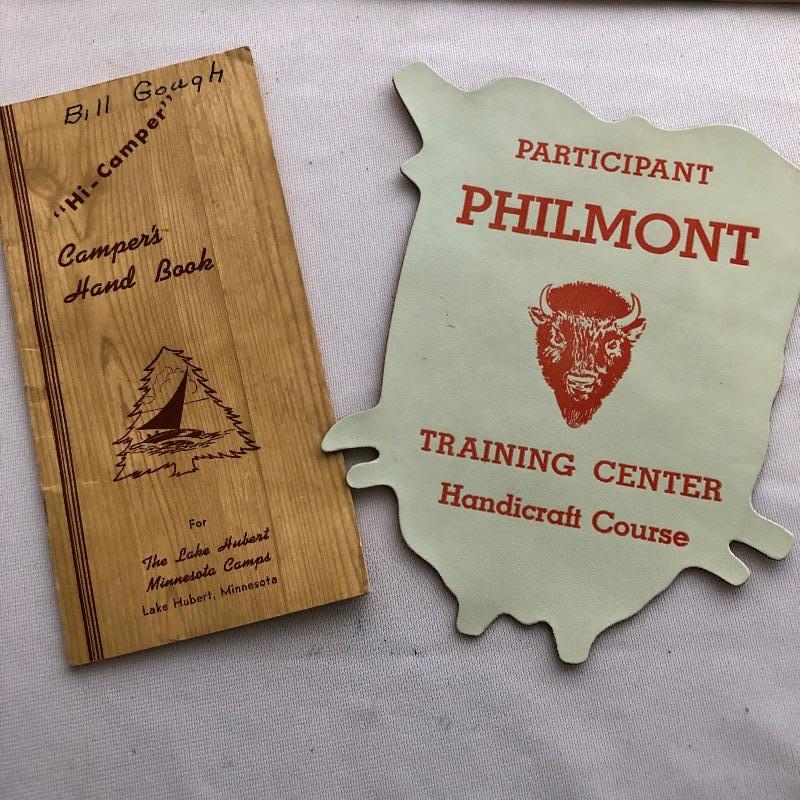 Bill Gough
"Hi-Camper"
Camper's
Hand Book
For
The Lake Hubert
Minnesota Camps
Lake Hubert, Minnesota
PARTICIPANT
PHILMONT
TRAINING CENTER
Handicraft Course